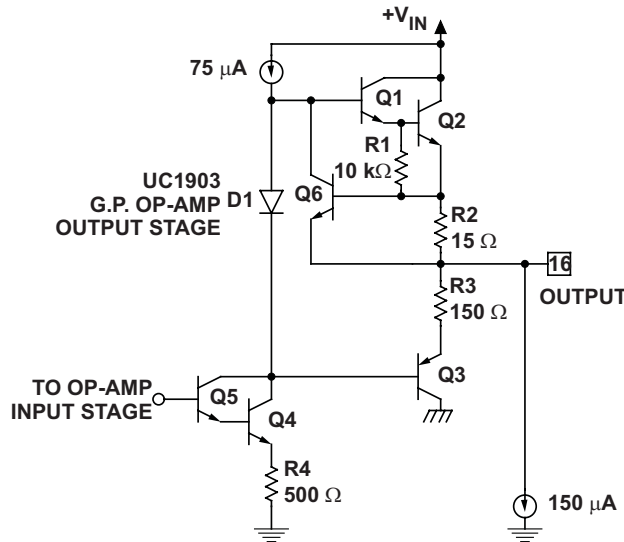 +V_IN
75 μA
Q1
Q2
R1
10 kΩ
UC1903
G.P. OP-AMP
OUTPUT STAGE
D1
Q6
R2
15 Ω
16
OUTPUT
R3
150 Ω
Q3
TO OP-AMP
INPUT STAGE
Q5
Q4
R4
500 Ω
150 μA